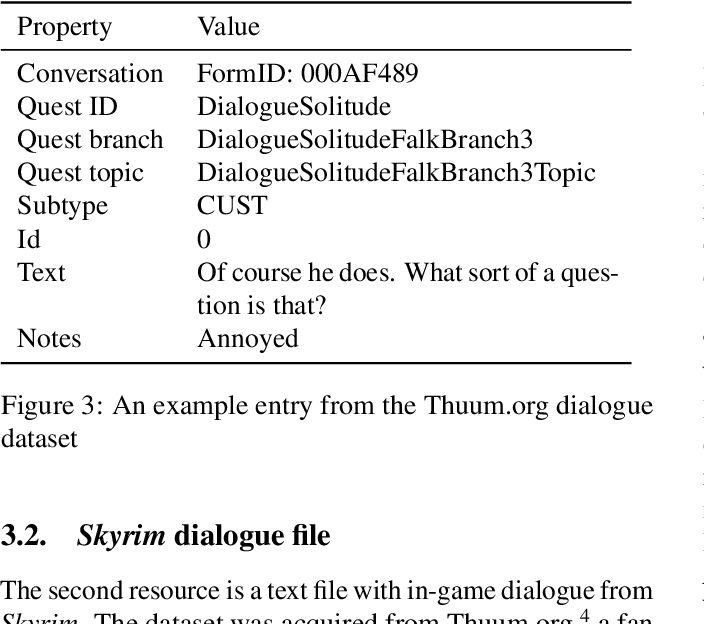 Property Value
Conversation FormID: 000AF489
Quest ID DialogueSolitude
Quest branch DialogueSolitudeFalkBranch3
Quest topic DialogueSolitudeFalkBranch3Topic
Subtype CUST
Id 0
Text Of course he does. What sort of a ques-
tion is that?
Notes Annoyed
Figure 3: An example entry from the Thuum.org dialogue
dataset
3.2. Skyrim dialogue file
The second resource is a text file with in-game dialogue from
Skyrim. The dataset was acquired from Thuum.org,4 a fan